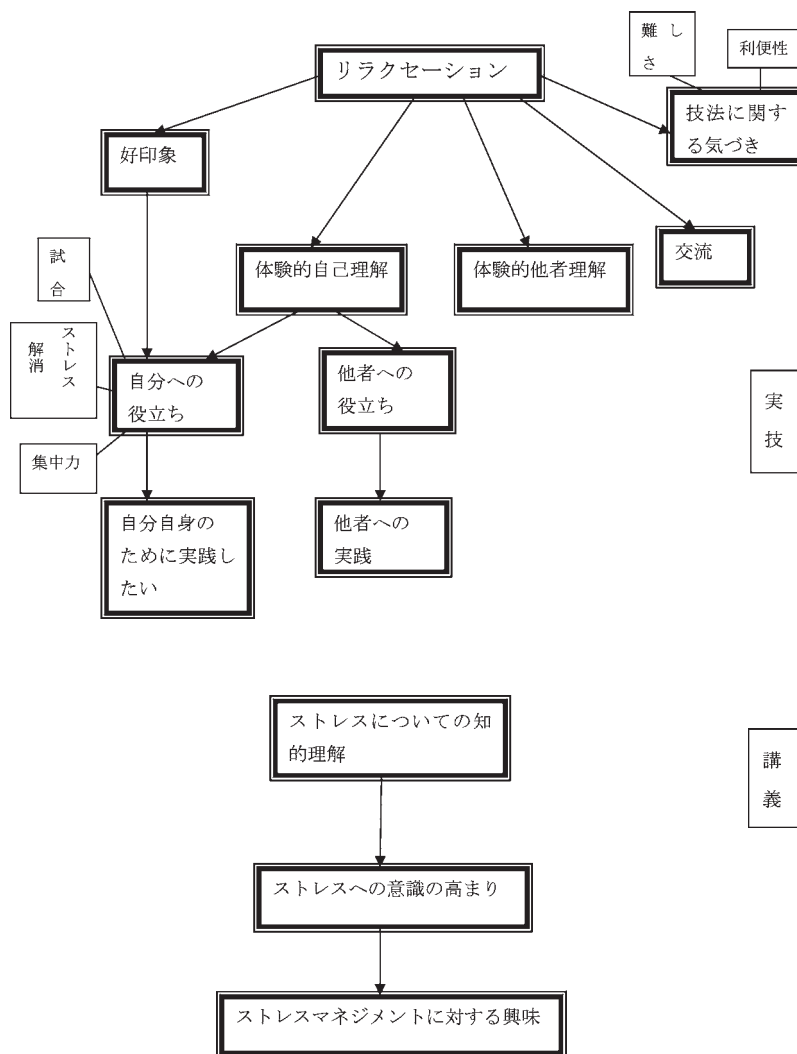 リラクセーション
難し
さ
利便性
技法に関す
る気づき
好印象
体験的自己理解
体験的他者理解
交流
試
合
ストレス
解消
集中力
自分への
役立ち
他者への
役立ち
実
技
自分自身の
ために実践し
たい
他者への
実践
ストレスについての知
的理解
講
義
ストレスへの意識の高まり
ストレスマネジメントに対する興味